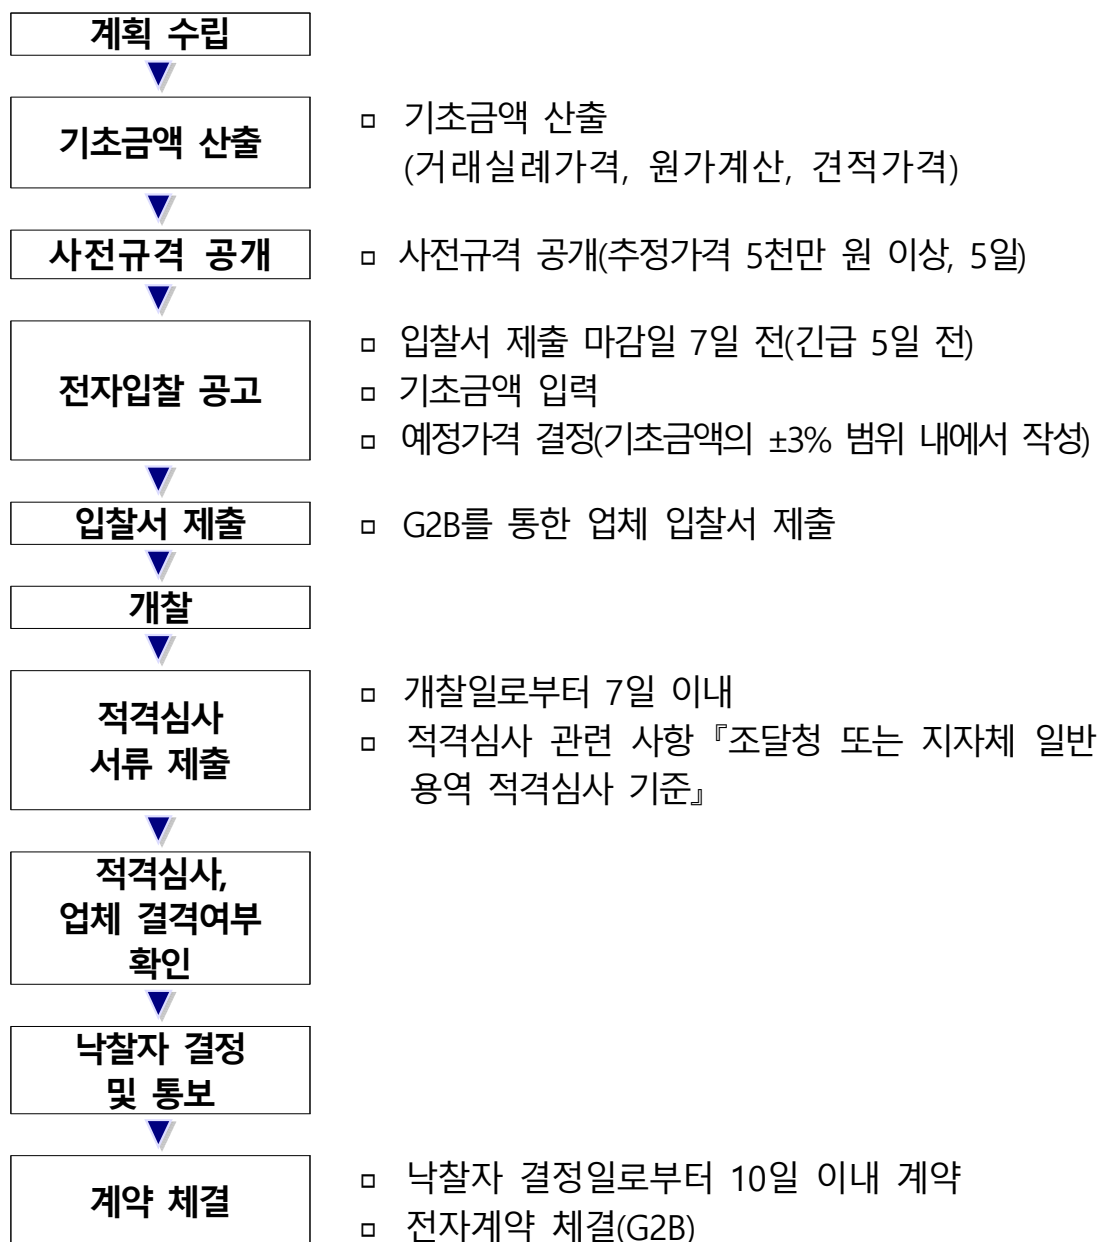 계획 수립
기초금액 산출
▫ 기초금액 산출
(거래실례가격, 원가계산, 견적가격)
사전규격 공개
▫ 사전규격 공개(추정가격 5천만 원 이상, 5일)
전자입찰 공고
▫ 입찰서 제출 마감일 7일 전(긴급 5일 전)
▫ 기초금액 입력
▫ 예정가격 결정(기초금액의 ±3% 범위 내에서 작성)
입찰서 제출
▫ G2B를 통한 업체 입찰서 제출
개찰
적격심사
서류 제출
▫ 개찰일로부터 7일 이내
▫ 적격심사 관련 사항『조달청 또는 지자체 일반
용역 적격심사 기준』
적격심사,
업체 결격여부
확인
낙찰자 결정
및 통보
계약 체결
▫ 낙찰자 결정일로부터 10일 이내 계약
▫ 전자계약 체결(G2B)